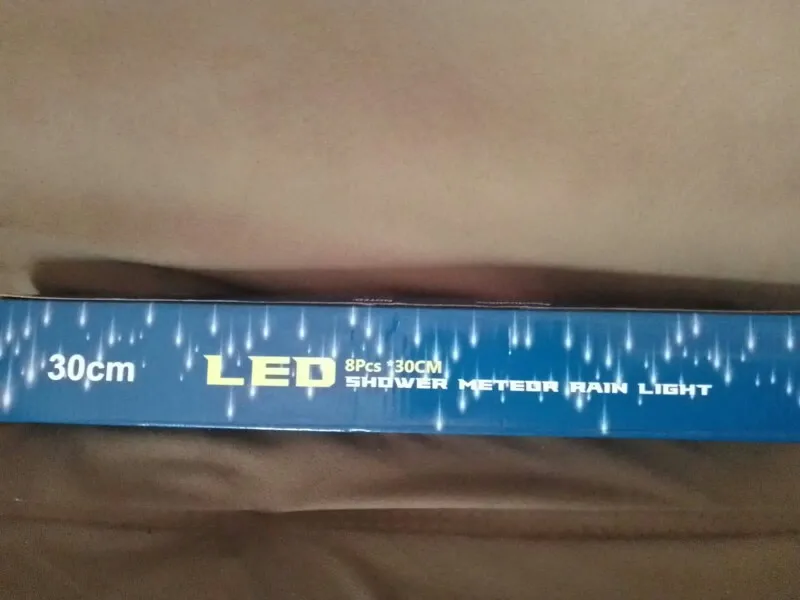 30cm
LED
8Pcs *30CM
SHOWER METEOR RAIN LIGHT